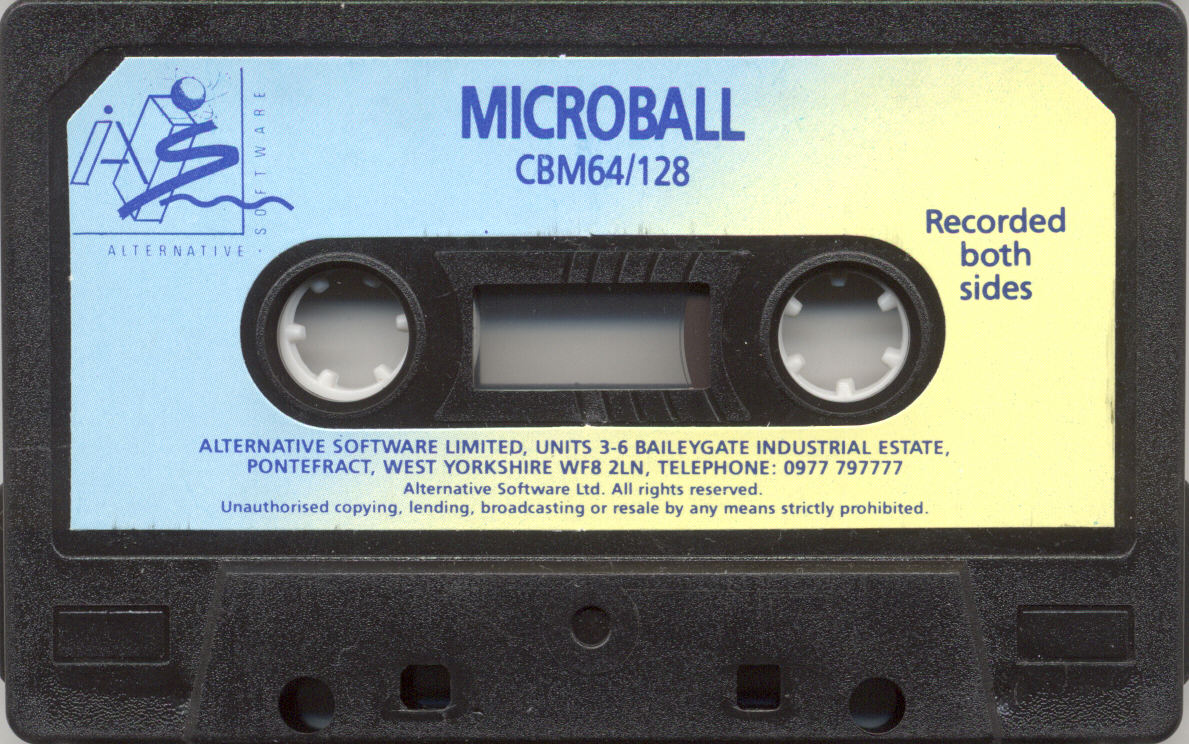 MICROBALL
CBM64/128
SOFTWARE
ALTERNATIVE
Recorded
both
sides
ALTERNATIVE SOFTWARE LIMITED, UNITS 3-6 BAILEYGATE INDUSTRIAL ESTATE,
PONTEFRACT, WEST YORKSHIRE WF8 2LN, TELEPHONE: 0977 797777
Alternative Software Ltd. All rights reserved.
Unauthorised copying, lending, broadcasting or resale by any means strictly prohibited.